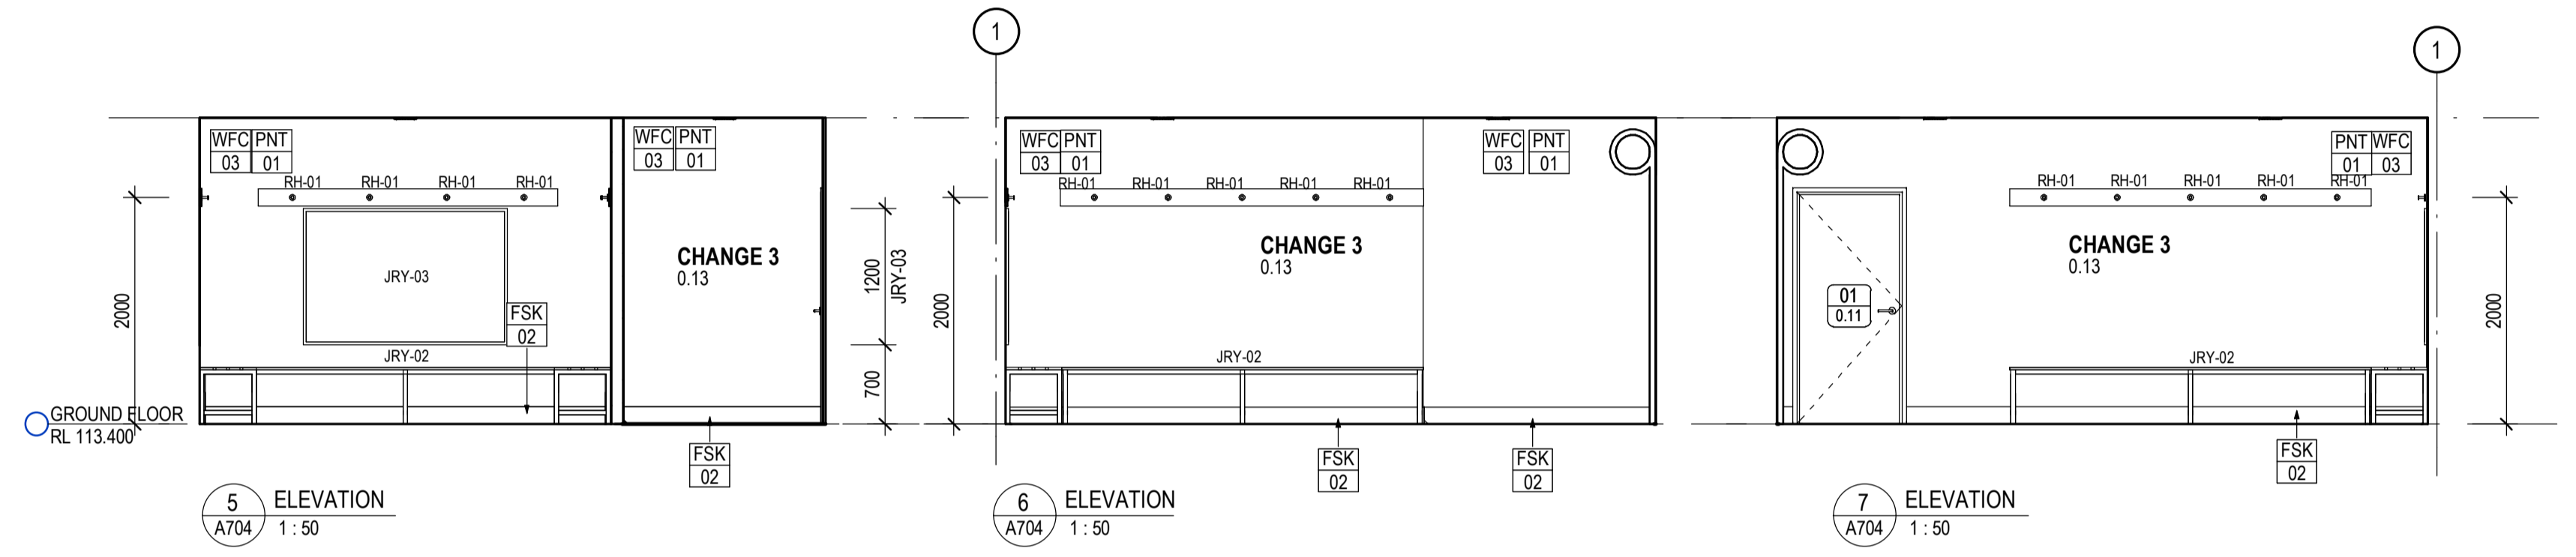 1
1
WFC PNT
03 01
WFC PNT
03 01
RH-01 RH-01 RH-01 RH-01
2000
JRY-03
CHANGE 3
0.13
FSK
02
JRY-02
1200
JRY-03
700
GROUND FLOOR
RL 113.400
FSK
02
5 ELEVATION
A704 1 : 50
WFC PNT
03 01
WFC PNT
03 01
RH-01 RH-01 RH-01 RH-01 RH-01
2000
CHANGE 3
0.13
JRY-02
FSK
02
FSK
02
6 ELEVATION
A704 1 : 50
PNT WFC
01 03
RH-01 RH-01 RH-01 RH-01 RH-01
CHANGE 3
0.13
01
0.11
2000
JRY-02
FSK
02
7 ELEVATION
A704 1 : 50